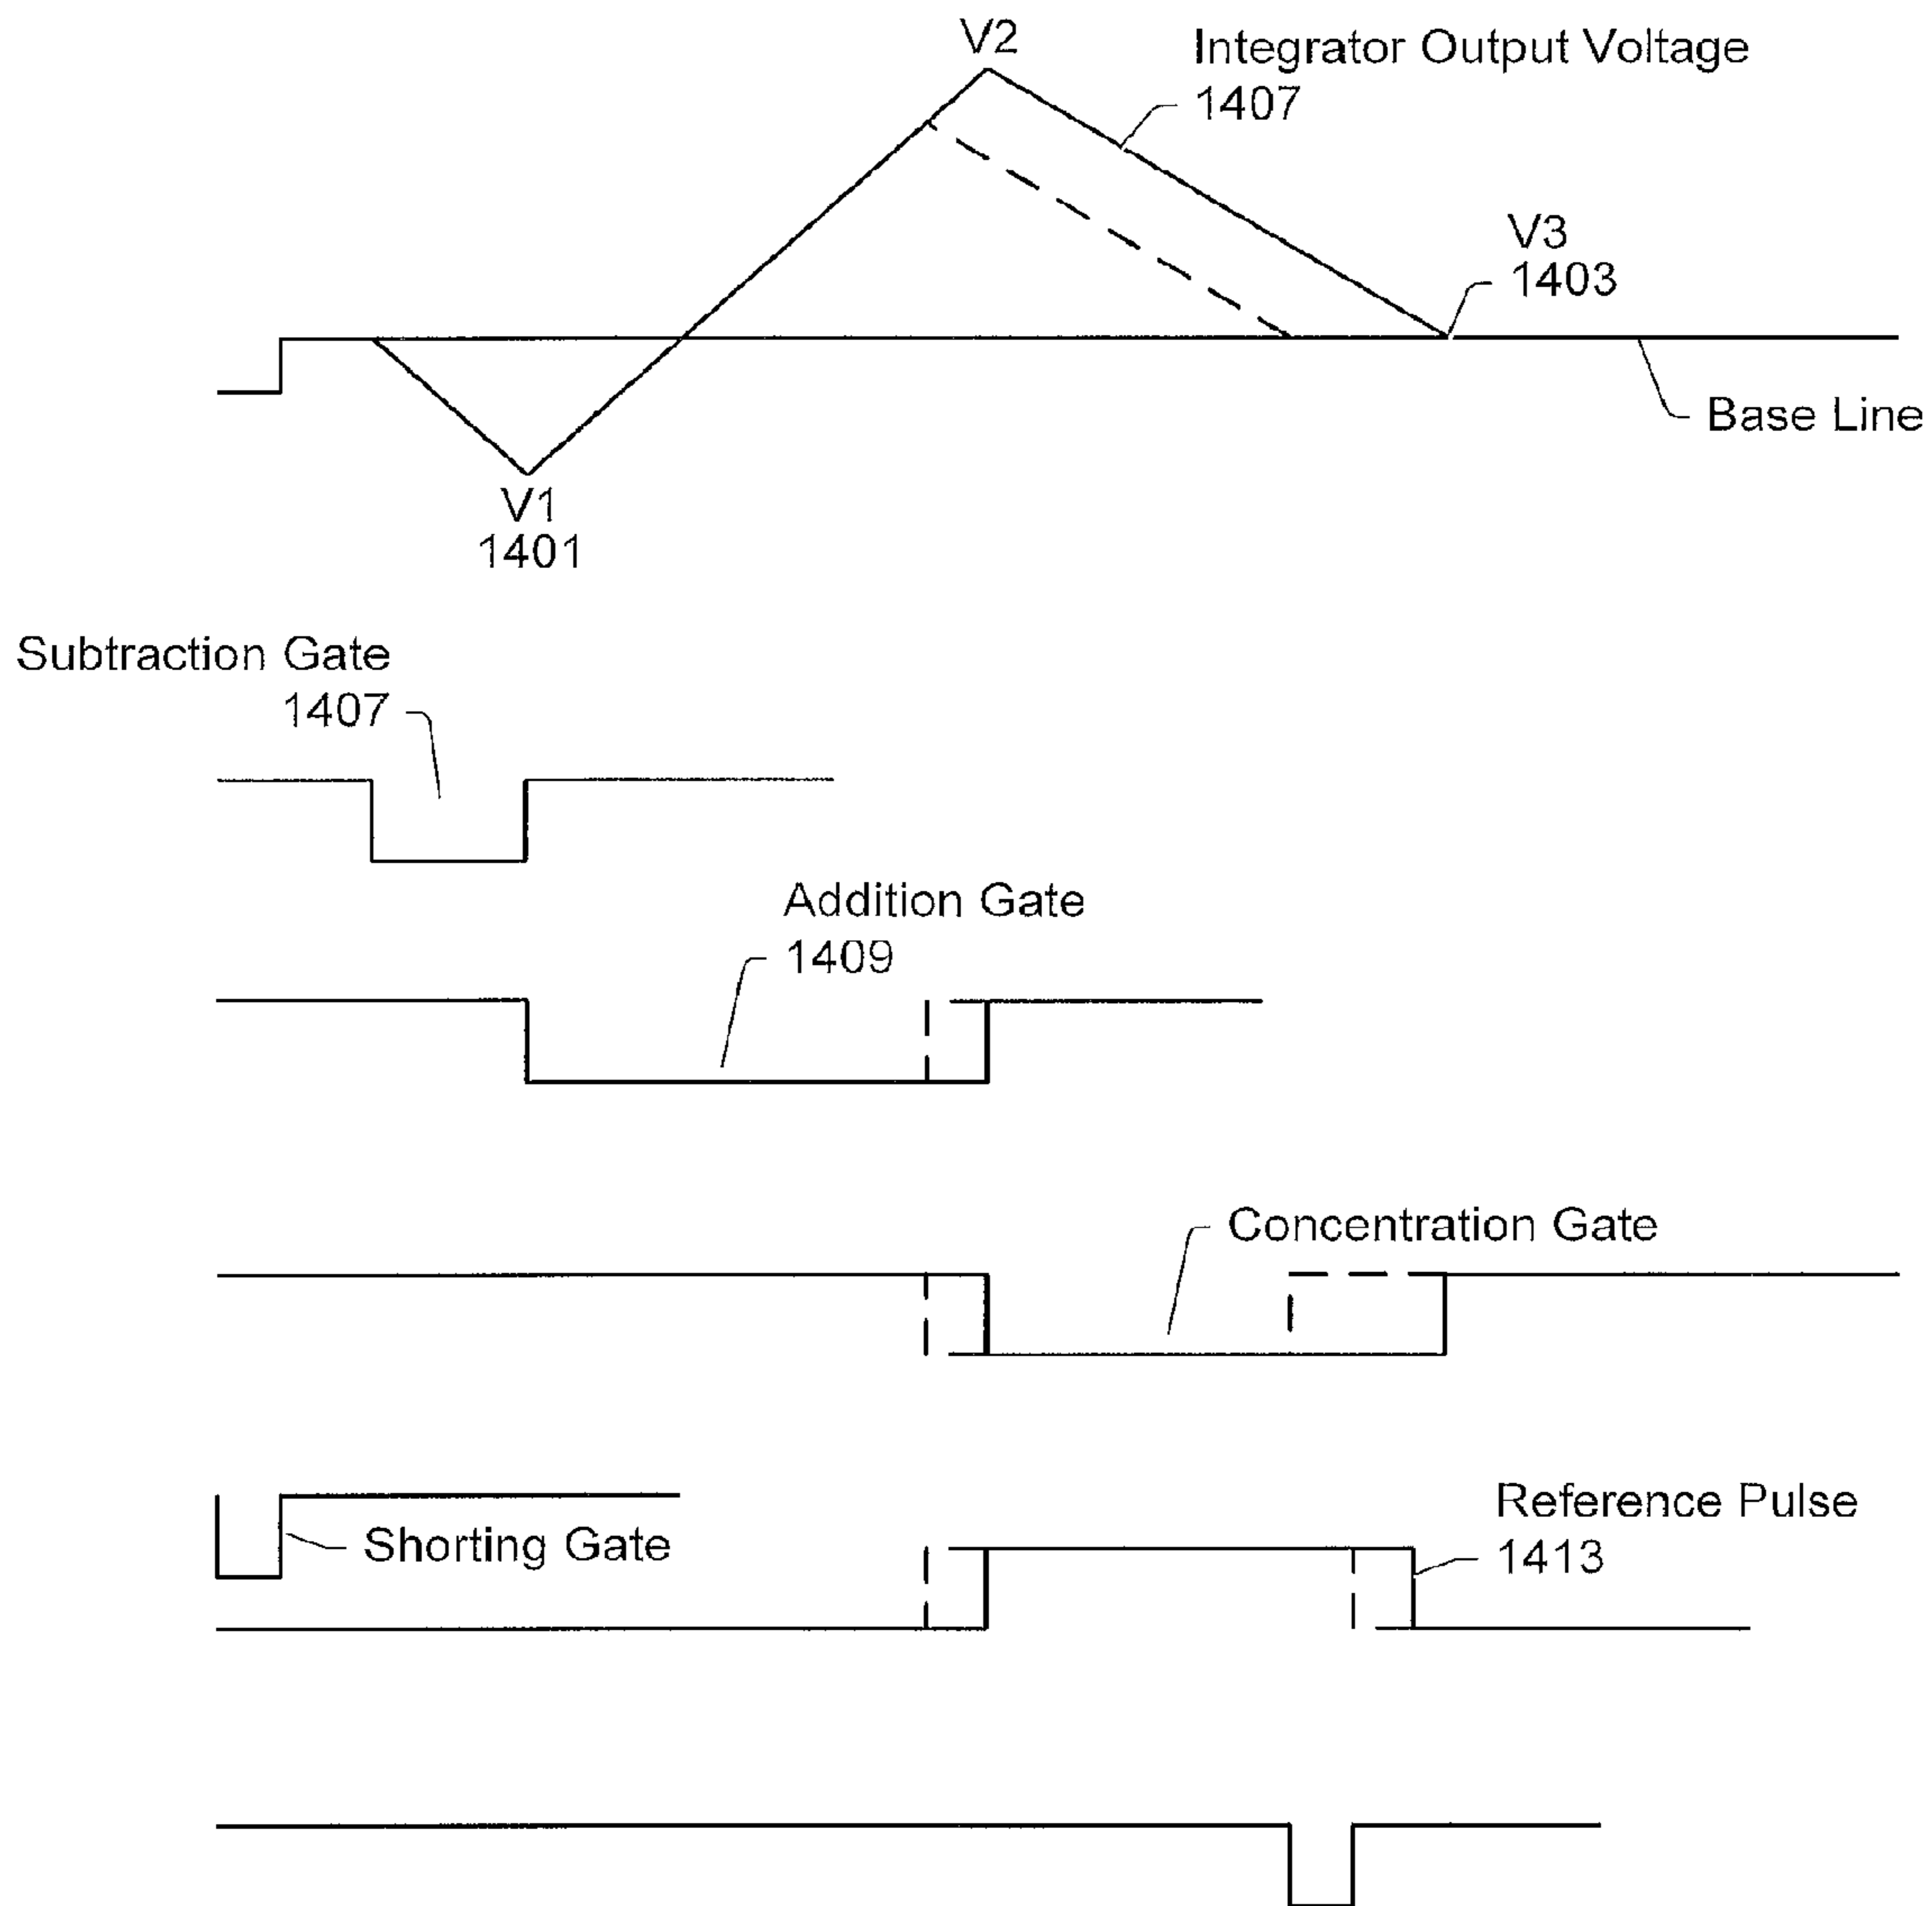 V2
Integrator Output Voltage
1407
V3
1403
Base Line
V1
1401
Subtraction Gate
1407
Addition Gate
1409
Concentration Gate
Shorting Gate
Reference Pulse
1413